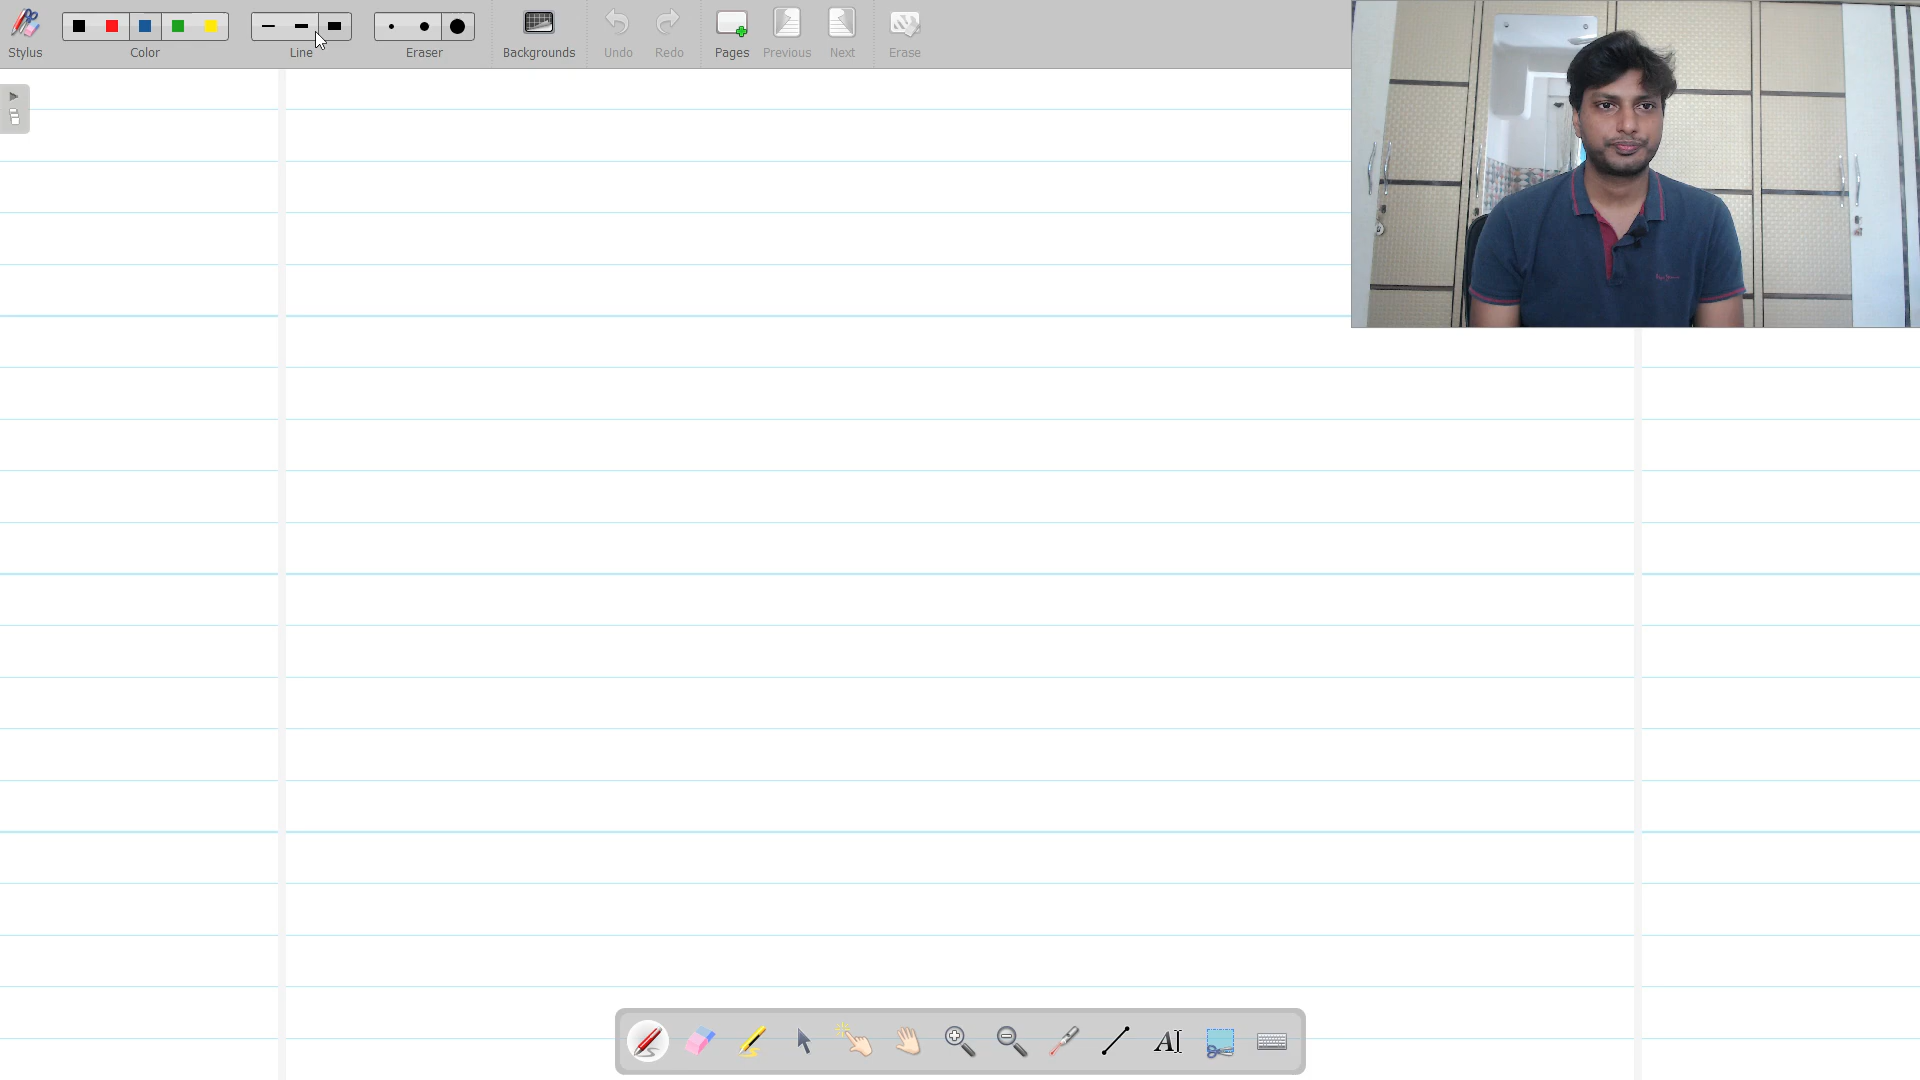 Stylus
Color
Line
Eraser
Backgrounds
Undo
Redo
Pages
Previous
Next
Erase
A